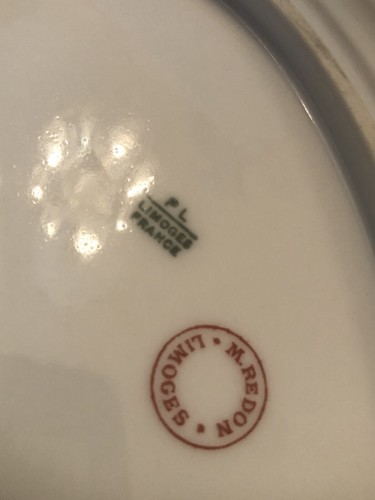 P L
LIMOGES
FRANCE
M. REDON
LIMOGES